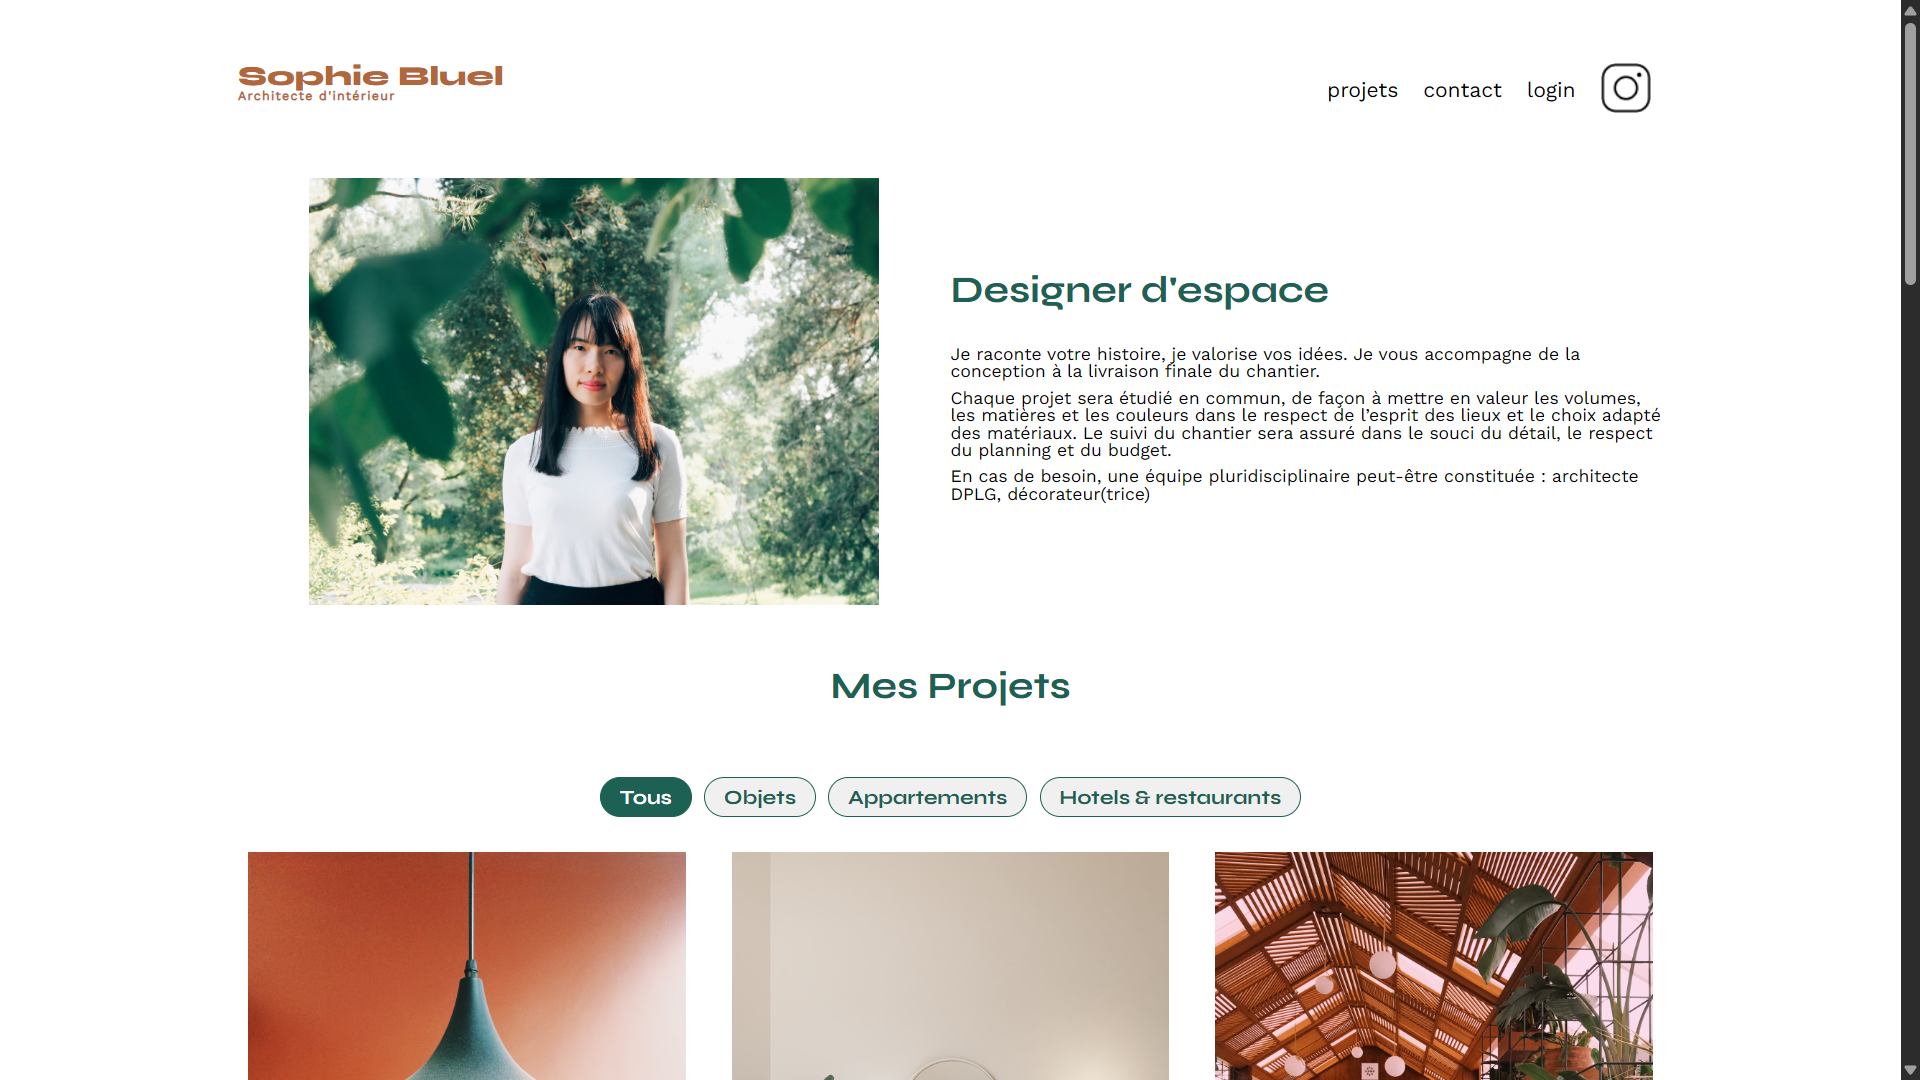 Sophie Bluel
Architecte d'intérieur
projets contact login
Designer d'espace
Je raconte votre histoire, je valorise vos idées. Je vous accompagne de la
conception à la livraison finale du chantier.
Chaque projet sera étudié en commun, de façon à mettre en valeur les volumes,
les matières et les couleurs dans le respect de l’esprit des lieux et le choix adapté
des matériaux. Le suivi du chantier sera assuré dans le souci du détail, le respect
du planning et du budget.
En cas de besoin, une équipe pluridisciplinaire peut-être constituée : architecte
DPLG, décorateur(trice)
Mes Projets
Tous Objets Appartements Hotels & restaurants